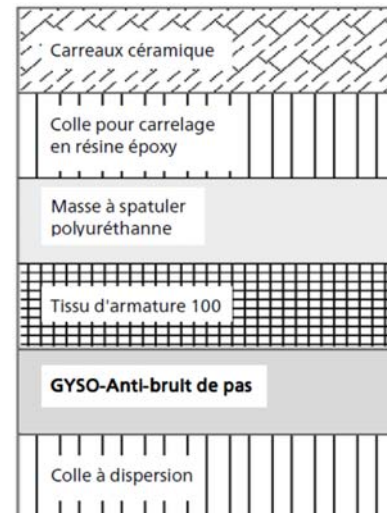 Carreaux céramique
Colle pour carrelage
en résine époxy
Masse à spatuler
polyuréthanne
Tissu d'armature 100
GYSO-Anti-bruit de pas
Colle à dispersion